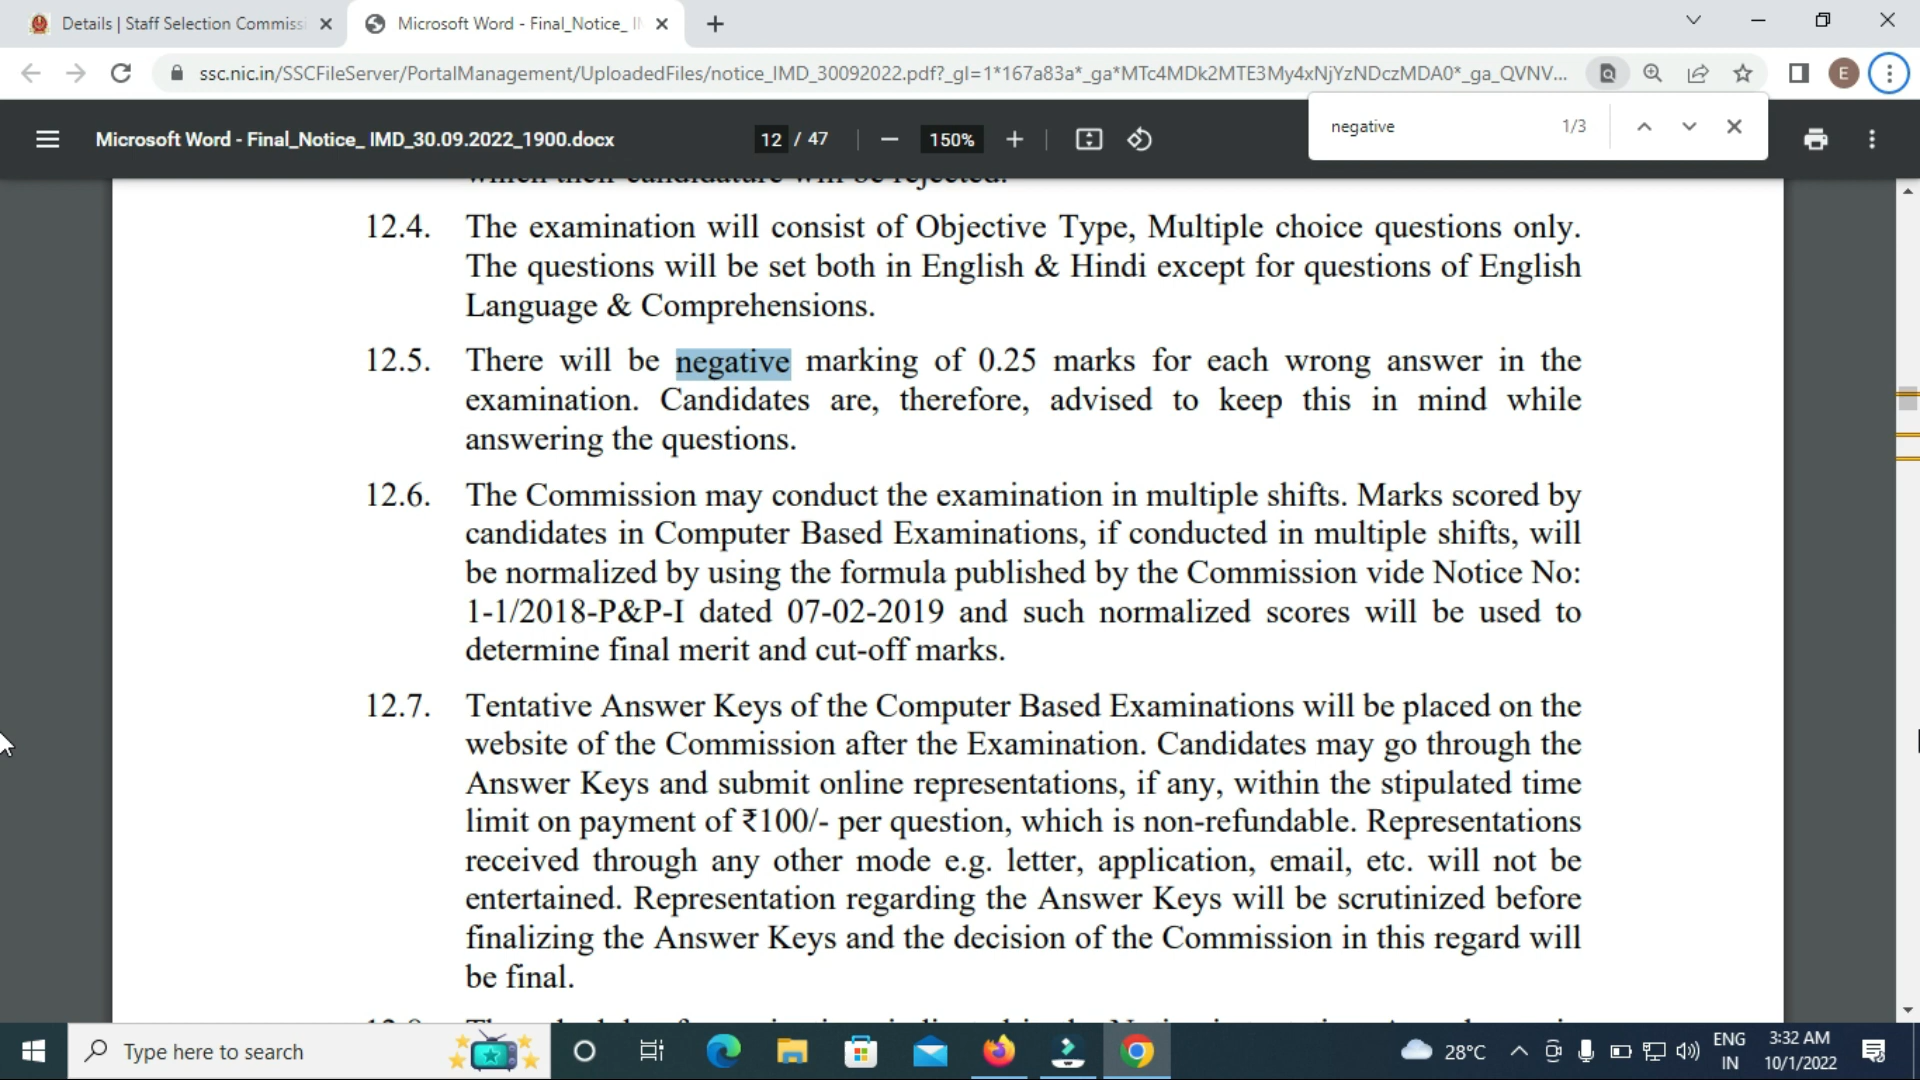 Details | Staff Selection Commissi
Microsoft Word - Final_Notice_ I
ssc.nic.in/SSCFileServer/PortalManagement/UploadedFiles/notice_IMD_30092022.pdf?_gl=1*167a83a*_ga*MTc4MDk2MTE3My4xNjYzNDczMDA0*_ga_QVNV...
E
Microsoft Word - Final_Notice_ IMD_30.09.2022_1900.docx
12 / 47
150%
negative
1/3
which their candidature will be rejected.
12.4. The examination will consist of Objective Type, Multiple choice questions only.
The questions will be set both in English & Hindi except for questions of English
Language & Comprehensions.
12.5. There will be negative marking of 0.25 marks for each wrong answer in the
examination. Candidates are, therefore, advised to keep this in mind while
answering the questions.
12.6. The Commission may conduct the examination in multiple shifts. Marks scored by
candidates in Computer Based Examinations, if conducted in multiple shifts, will
be normalized by using the formula published by the Commission vide Notice No:
1-1/2018-P&P-I dated 07-02-2019 and such normalized scores will be used to
determine final merit and cut-off marks.
12.7. Tentative Answer Keys of the Computer Based Examinations will be placed on the
website of the Commission after the Examination. Candidates may go through the
Answer Keys and submit online representations, if any, within the stipulated time
limit on payment of ₹100/- per question, which is non-refundable. Representations
received through any other mode e.g. letter, application, email, etc. will not be
entertained. Representation regarding the Answer Keys will be scrutinized before
finalizing the Answer Keys and the decision of the Commission in this regard will
be final.
Type here to search
28°C
ENG
IN
3:32 AM
10/1/2022